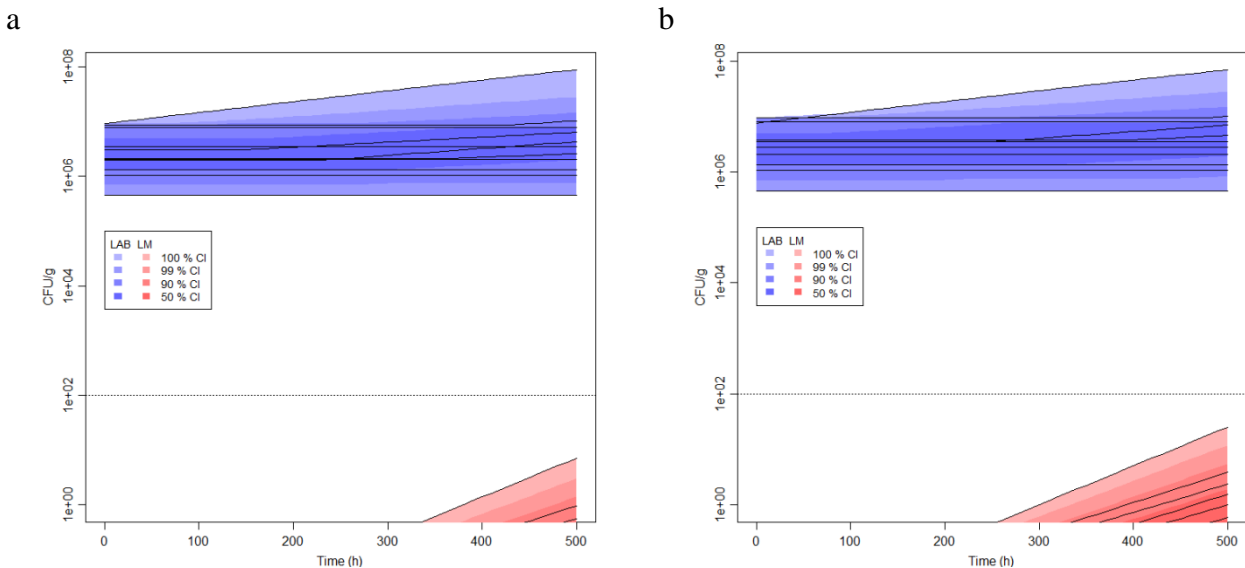 a
1e+08
1e+06
1e+04
1e+02
1e+00
CFU/g
LAB LM
100 % CI
99 % CI
90 % CI
50 % CI
0 100 200 300 400 500
Time (h)
b
1e+08
1e+06
1e+04
1e+02
1e+00
CFU/g
LAB LM
100 % CI
99 % CI
90 % CI
50 % CI
0 100 200 300 400 500
Time (h)